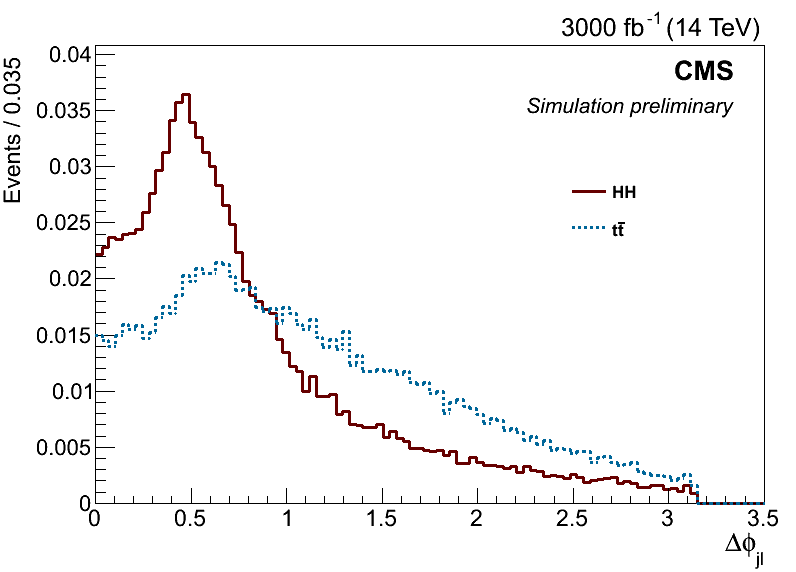 3000 fb⁻¹ (14 TeV)
CMS
Simulation preliminary
HH
tt̄
Events / 0.035
0.04
0.035
0.03
0.025
0.02
0.015
0.01
0.005
0
0 0.5 1 1.5 2 2.5 3 3.5
Δϕjl